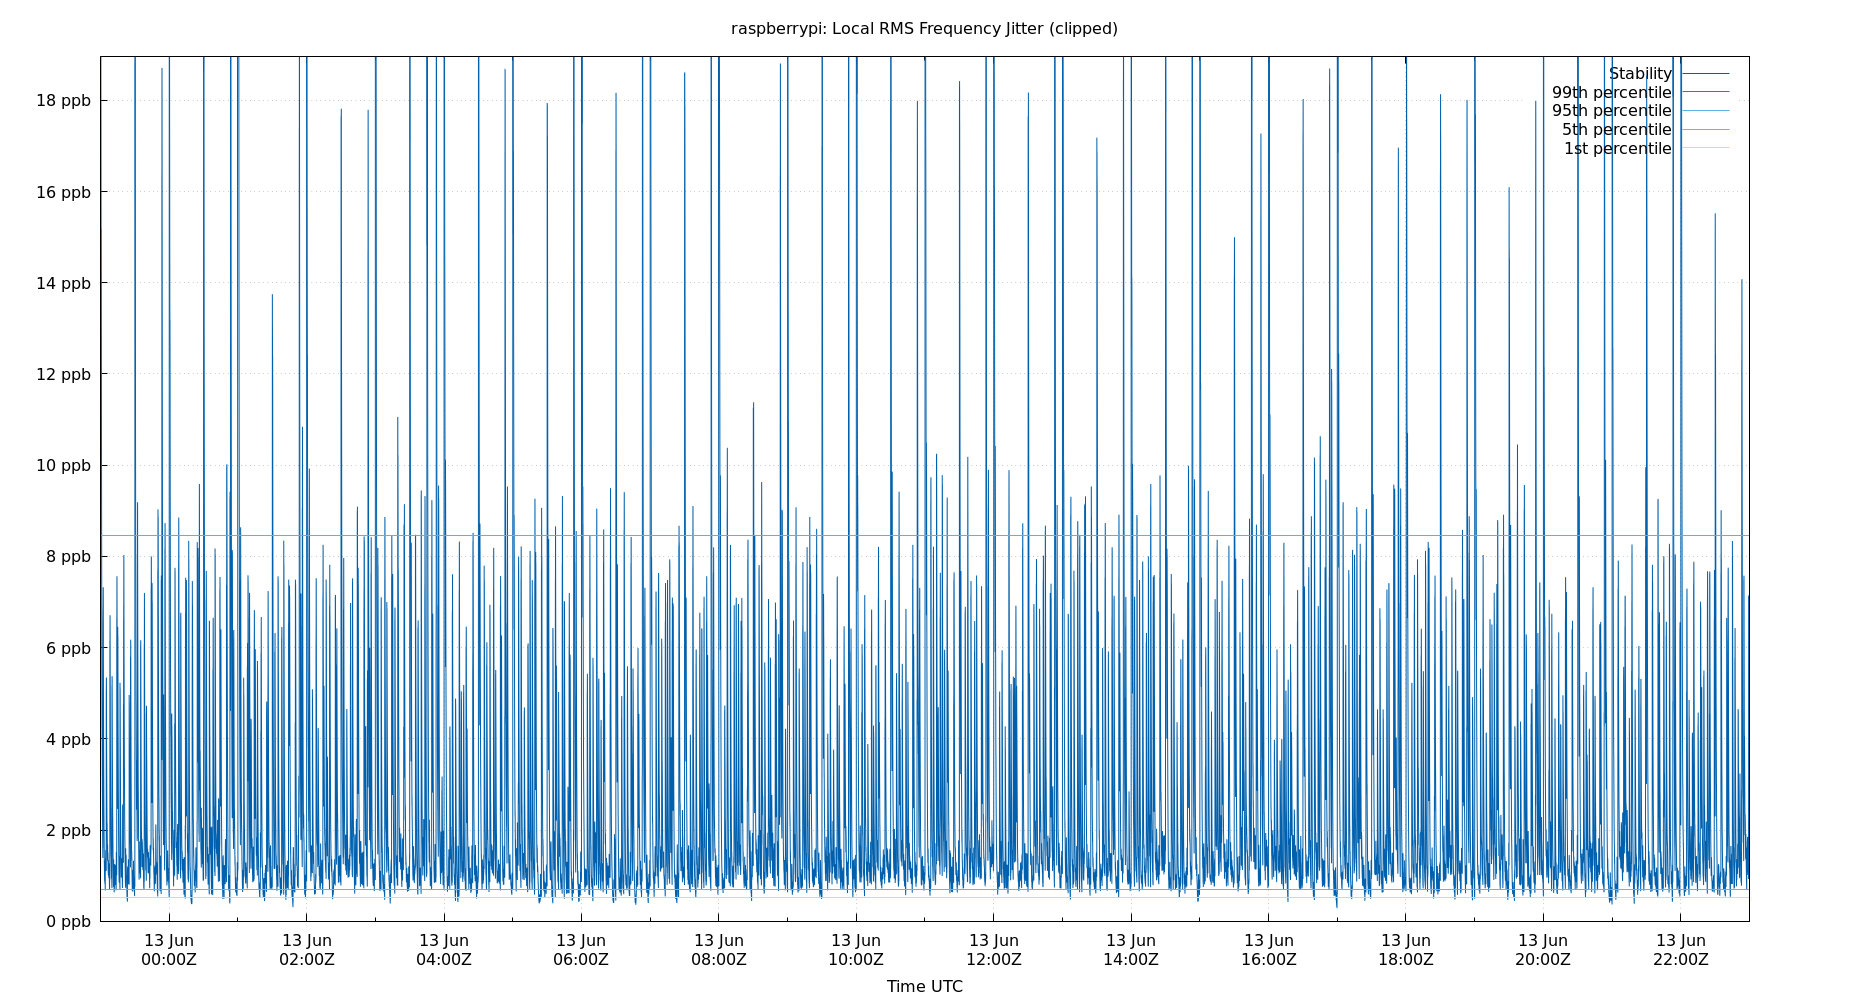 raspberrypi: Local RMS Frequency Jitter (clipped)
Stability
99th percentile
95th percentile
5th percentile
1st percentile
18 ppb
16 ppb
14 ppb
12 ppb
10 ppb
8 ppb
6 ppb
4 ppb
2 ppb
0 ppb
13 Jun 13 Jun 13 Jun 13 Jun 13 Jun 13 Jun 13 Jun 13 Jun 13 Jun 13 Jun 13 Jun 13 Jun
00:00Z 02:00Z 04:00Z 06:00Z 08:00Z 10:00Z 12:00Z 14:00Z 16:00Z 18:00Z 20:00Z 22:00Z
Time UTC